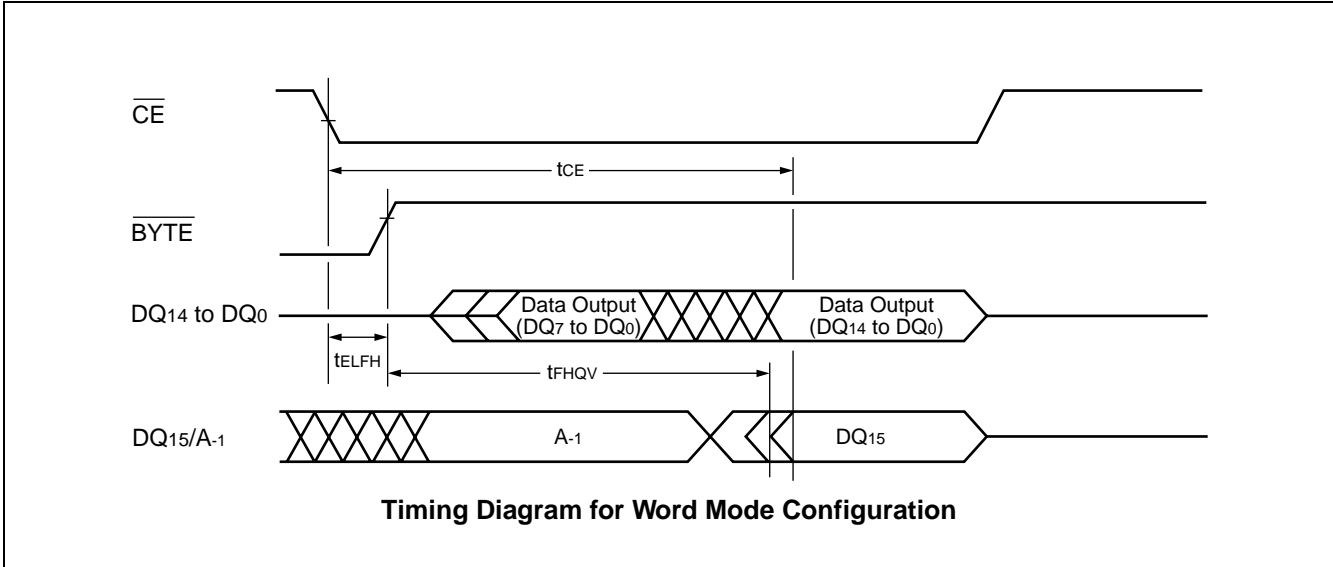 CE
tCE
BYTE
DQ14 to DQ0
Data Output
(DQ7 to DQ0)
Data Output
(DQ14 to DQ0)
tELFH
tFHQV
DQ15/A-1
A-1
DQ15
Timing Diagram for Word Mode Configuration